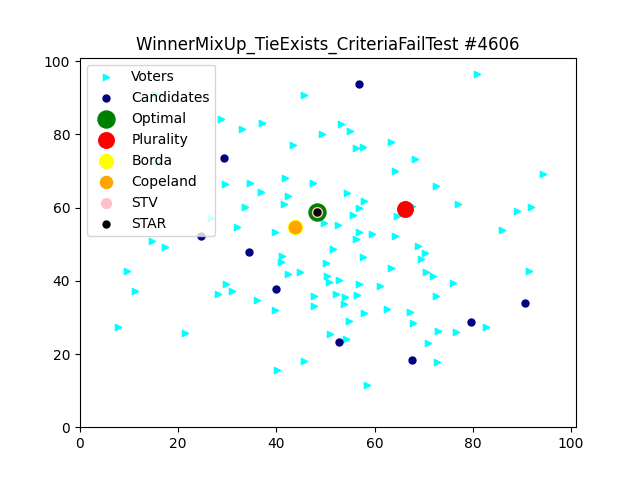 WinnerMixUp_TieExists_CriteriaFailTest #4606
100
80
60
40
20
0
Voters
Candidates
Optimal
Plurality
Borda
Copeland
STV
STAR
0 20 40 60 80 100